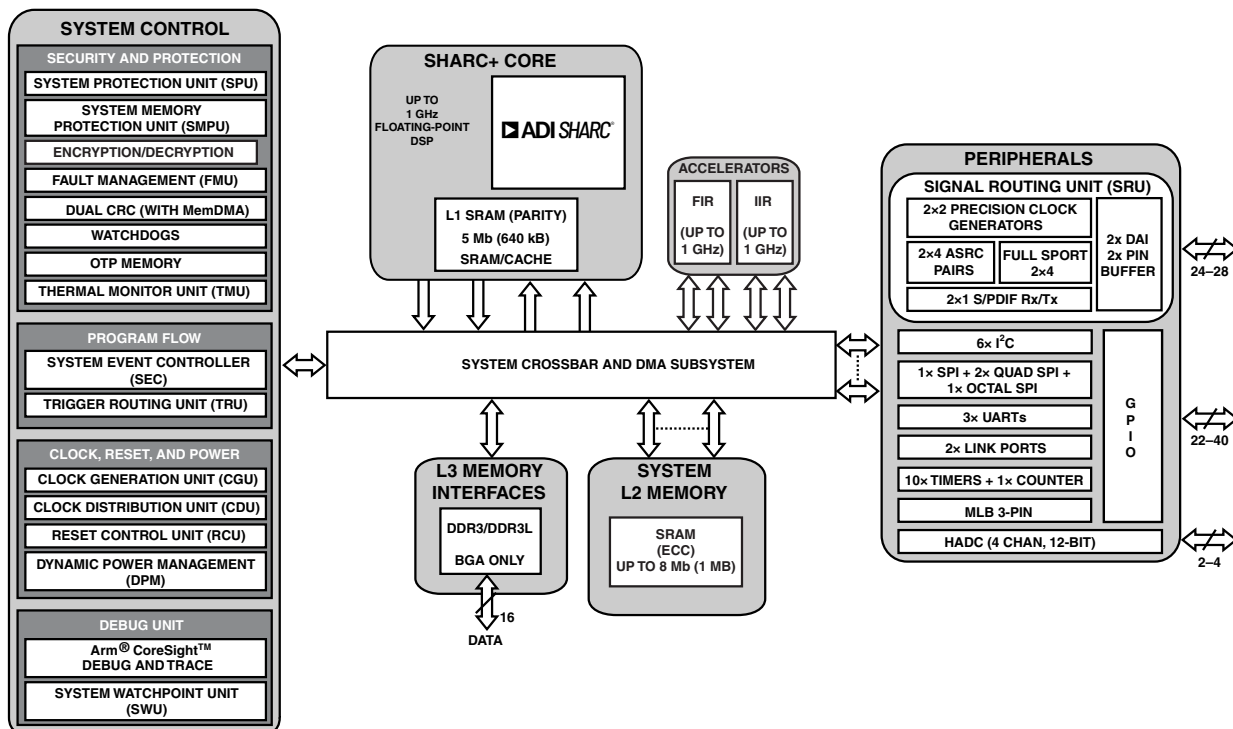 SYSTEM CONTROL
SECURITY AND PROTECTION
SYSTEM PROTECTION UNIT (SPU)
SYSTEM MEMORY
PROTECTION UNIT (SMPU)
ENCRYPTION/DECRYPTION
FAULT MANAGEMENT (FMU)
DUAL CRC (WITH MemDMA)
WATCHDOGS
OTP MEMORY
THERMAL MONITOR UNIT (TMU)
PROGRAM FLOW
SYSTEM EVENT CONTROLLER
(SEC)
TRIGGER ROUTING UNIT (TRU)
CLOCK, RESET, AND POWER
CLOCK GENERATION UNIT (CGU)
CLOCK DISTRIBUTION UNIT (CDU)
RESET CONTROL UNIT (RCU)
DYNAMIC POWER MANAGEMENT
(DPM)
DEBUG UNIT
Arm® CoreSight™
DEBUG AND TRACE
SYSTEM WATCHPOINT UNIT
(SWU)
SHARC+ CORE
UP TO
1 GHz
FLOATING-POINT
DSP
ADI SHARC®
L1 SRAM (PARITY)
5 Mb (640 kB)
SRAM/CACHE
ACCELERATORS
FIR
(UP TO
1 GHz)
IIR
(UP TO
1 GHz)
SYSTEM CROSSBAR AND DMA SUBSYSTEM
L3 MEMORY
INTERFACES
DDR3/DDR3L
BGA ONLY
16
DATA
SYSTEM
L2 MEMORY
SRAM
(ECC)
UP TO 8 Mb (1 MB)
PERIPHERALS
SIGNAL ROUTING UNIT (SRU)
2×2 PRECISION CLOCK
GENERATORS
2×4 ASRC
PAIRS
FULL SPORT
2×4
2×1 S/PDIF Rx/Tx
2x DAI
2x PIN
BUFFER
24–28
6× I²C
1× SPI + 2× QUAD SPI +
1× OCTAL SPI
3× UARTs
2× LINK PORTS
10× TIMERS + 1× COUNTER
MLB 3-PIN
G
P
I
O
22–40
HADC (4 CHAN, 12-BIT)
2–4